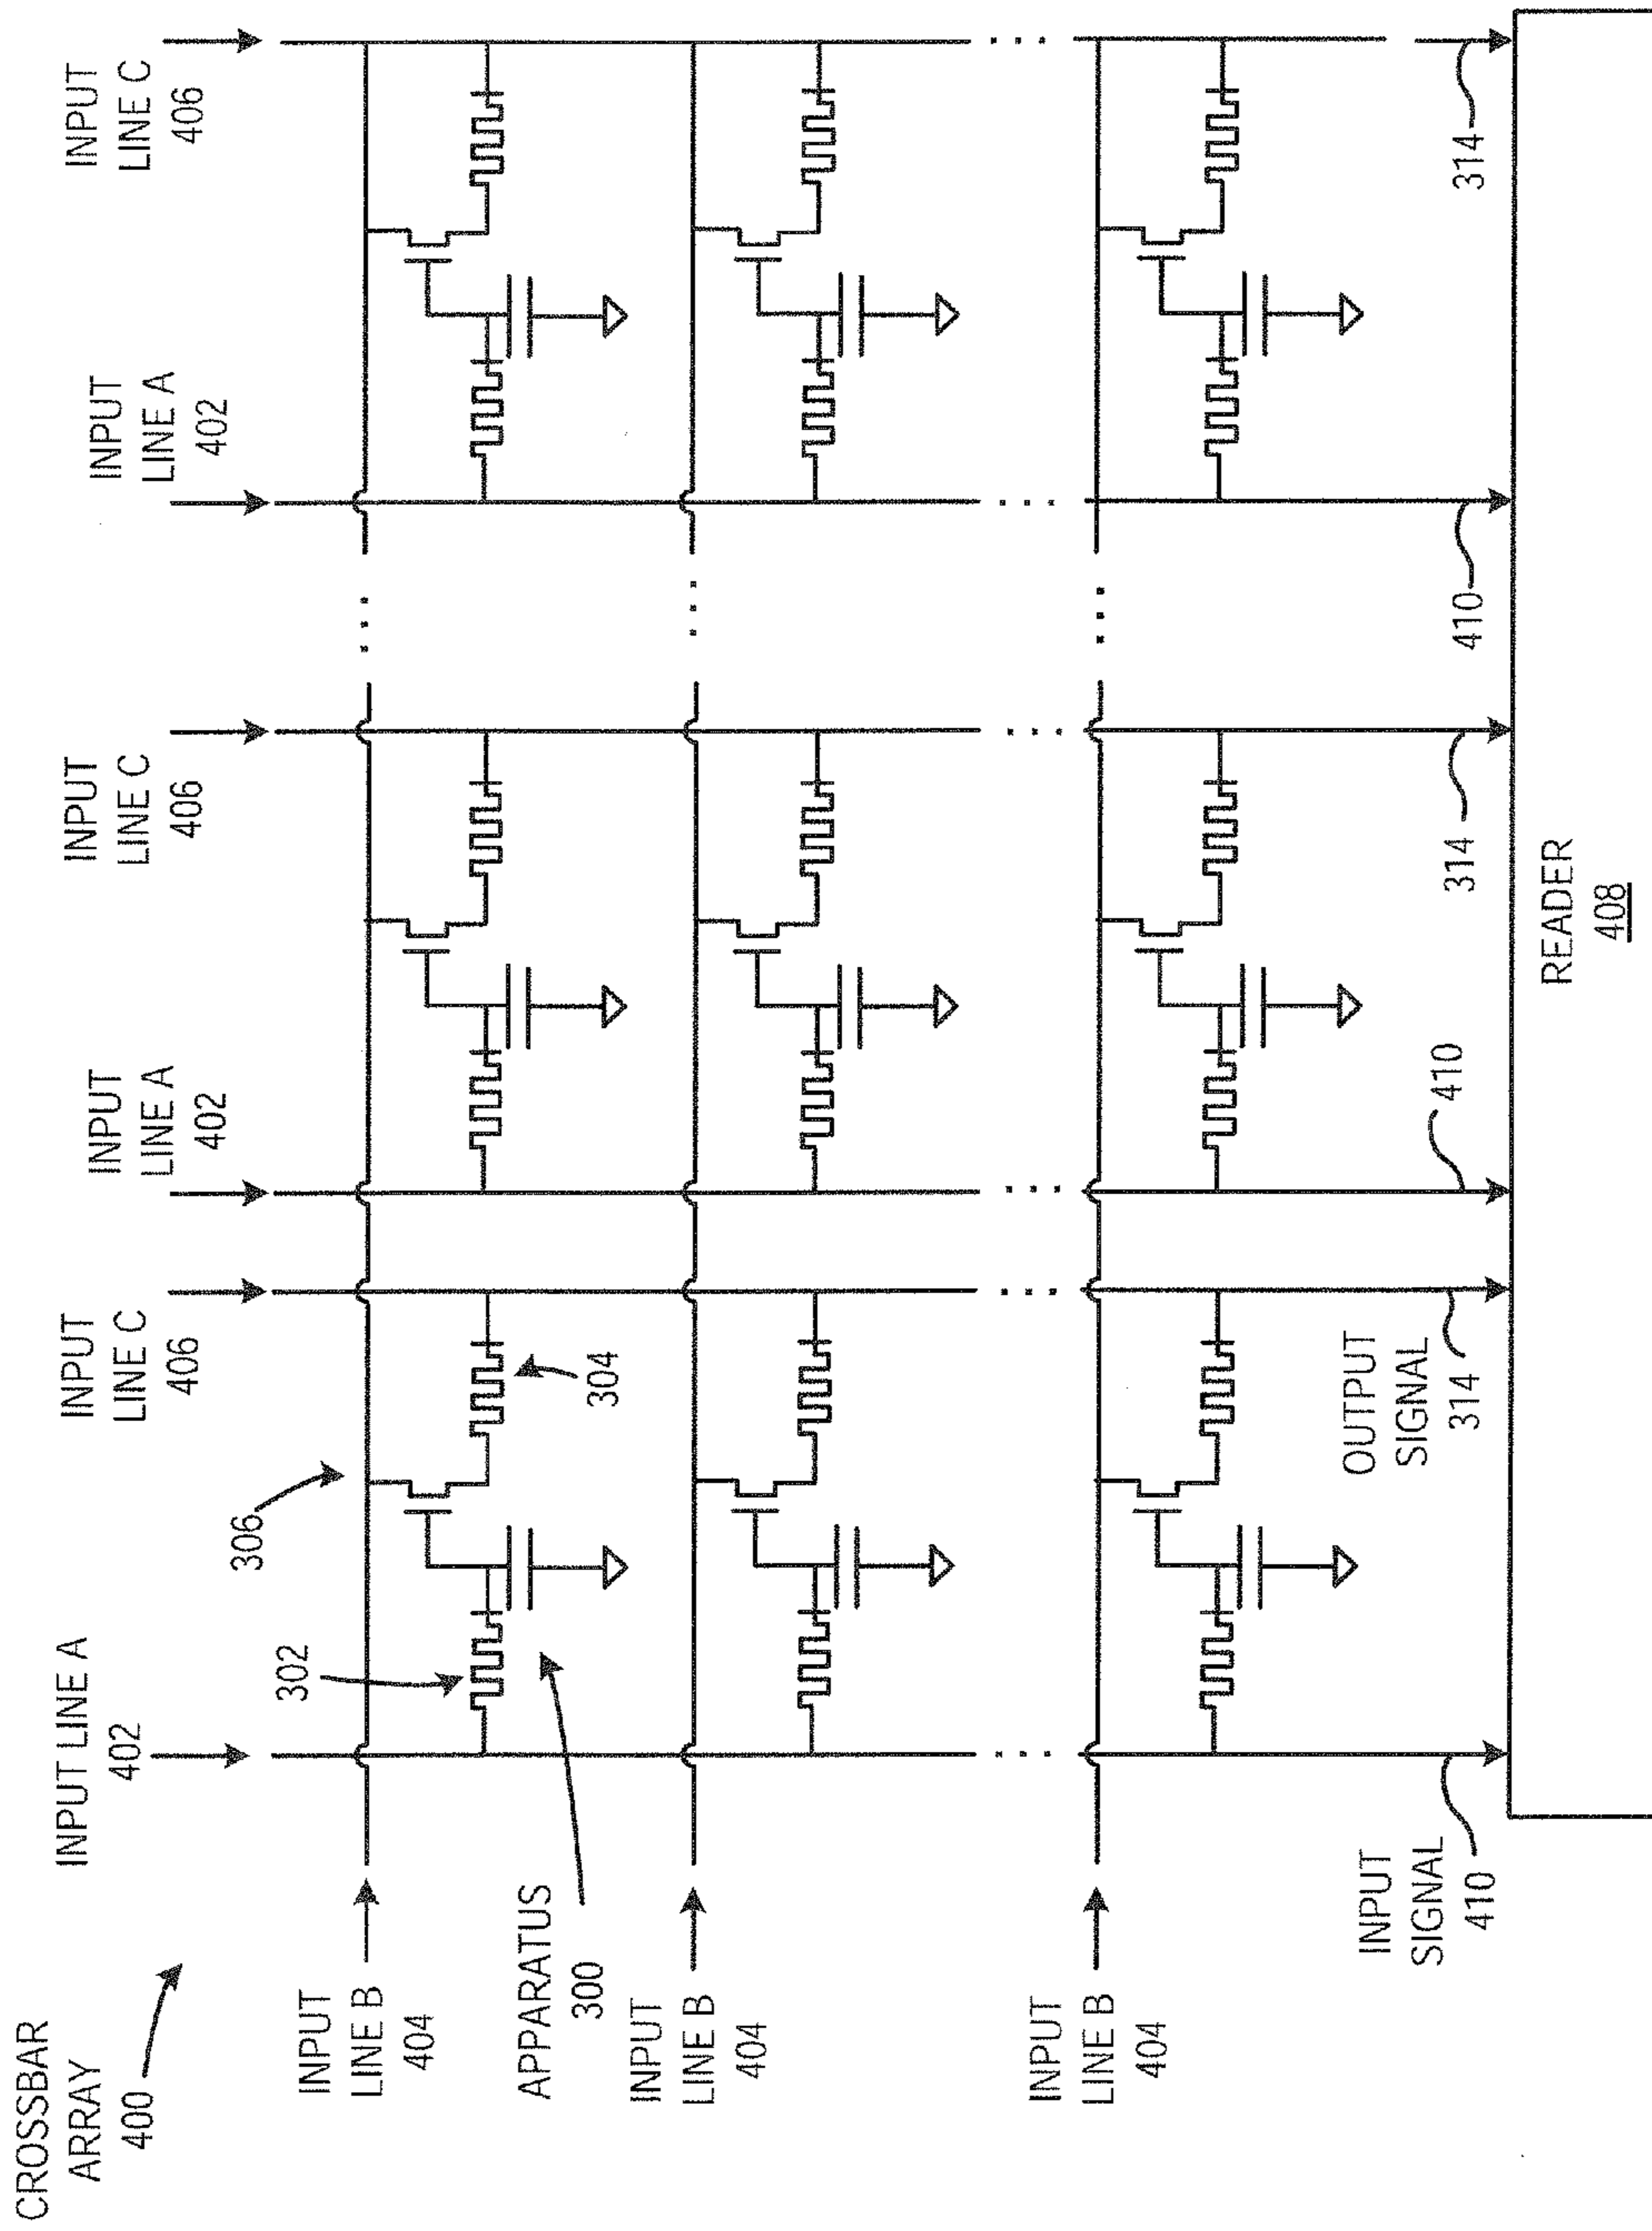 CROSSBAR
ARRAY
400
INPUT LINE A
402
INPUT
LINE C
406
INPUT
LINE A
402
INPUT
LINE C
406
INPUT
LINE A
402
INPUT
LINE C
406
306
302
304
INPUT
LINE B
404
APPARATUS
300
INPUT
LINE B
404
INPUT
LINE B
404
INPUT
SIGNAL
410
OUTPUT
SIGNAL
314
410
314
410
314
READER
408